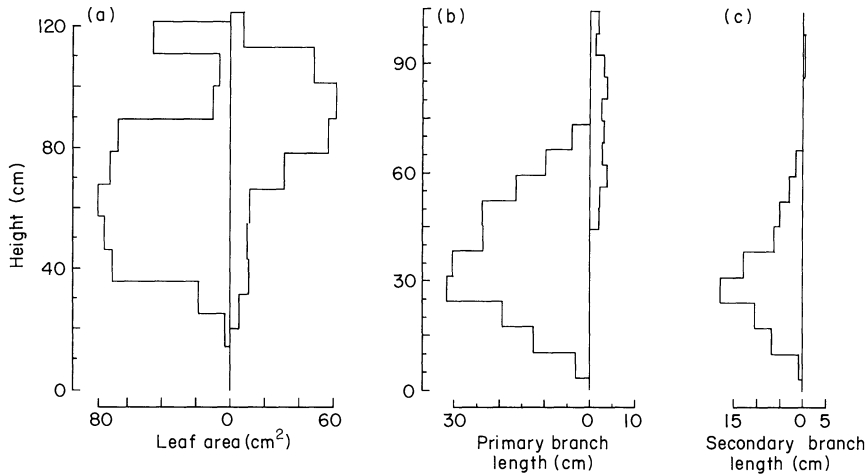 (a)
(b)
(c)
120
80
40
0
Height (cm)
80 0 60
Leaf area (cm²)
90
60
30
0
30 0 10
Primary branch
length (cm)
15 0 5
Secondary branch
length (cm)